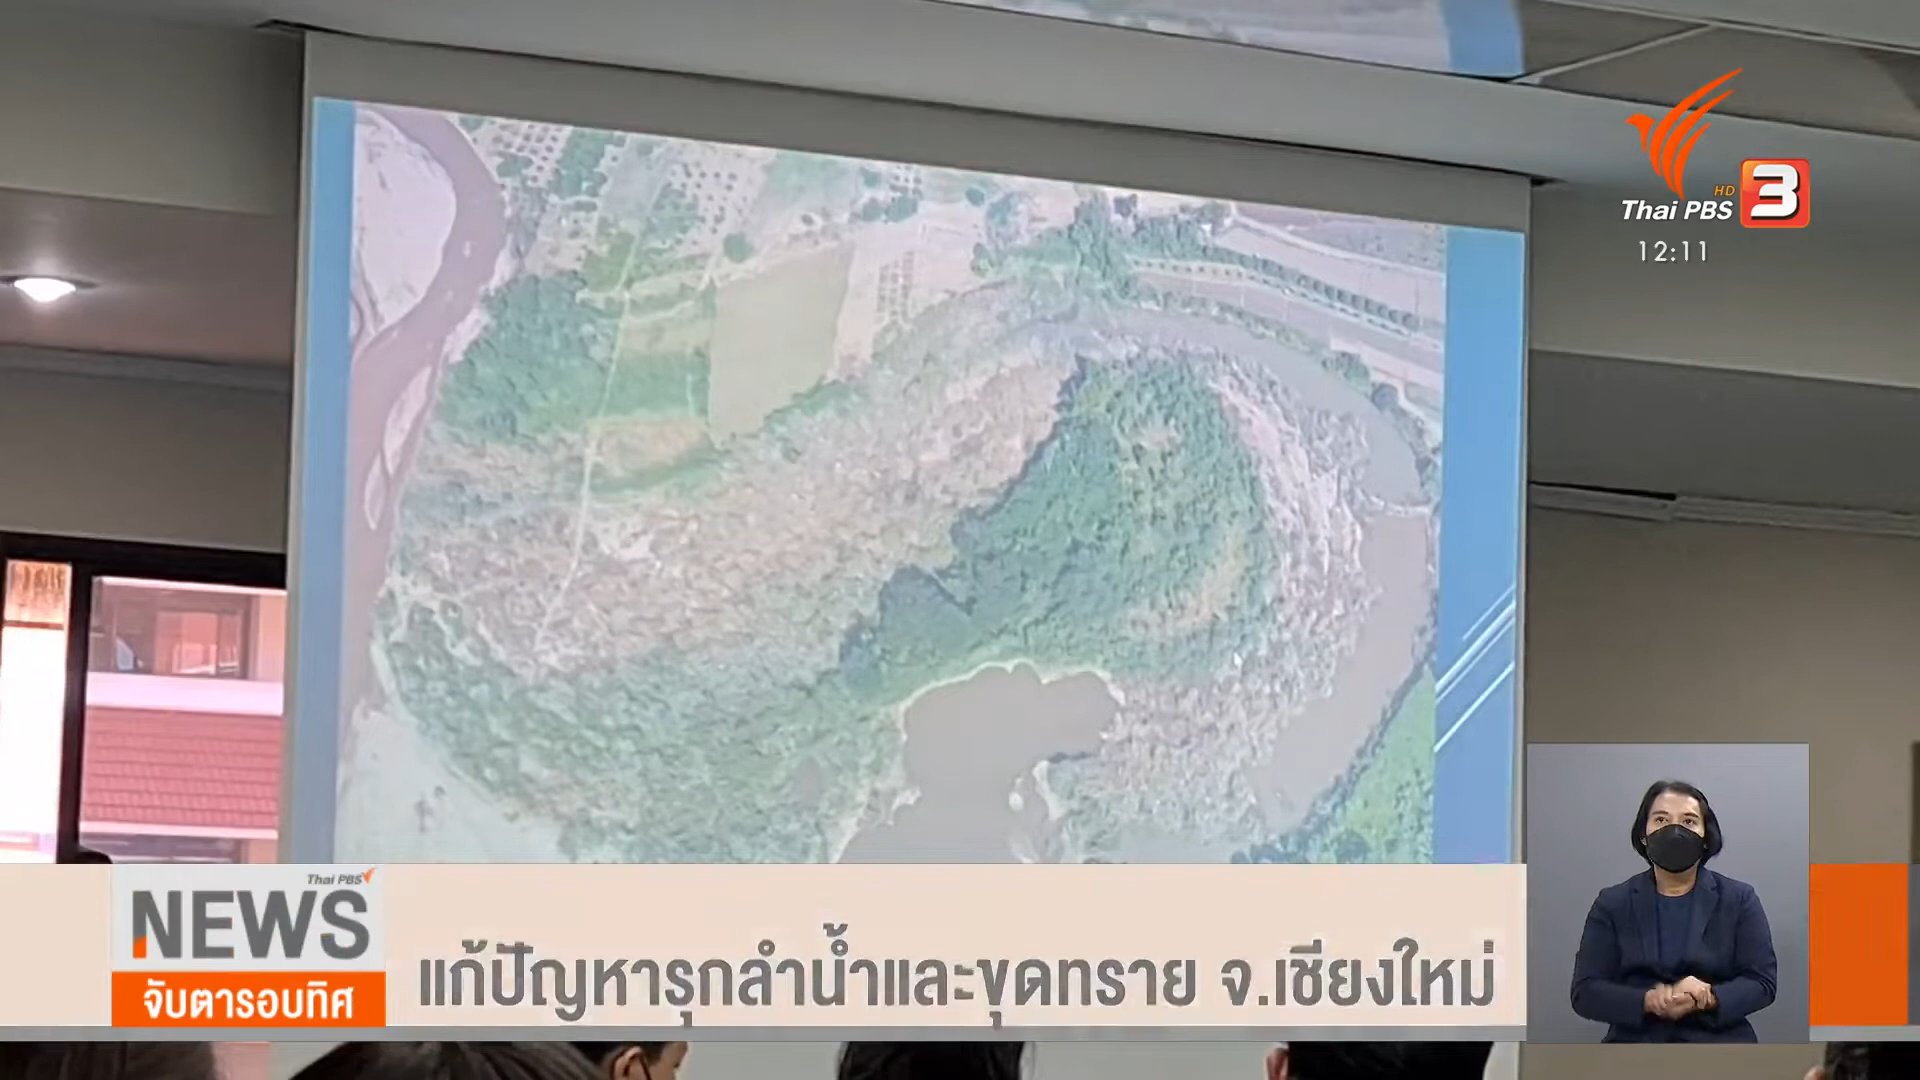 HD
Thai PBS 3
12:11
Thai PBS
NEWS
จับตารอบทิศ
แก้ปัญหารุกลำน้ำและขุดทราย จ.เชียงใหม่